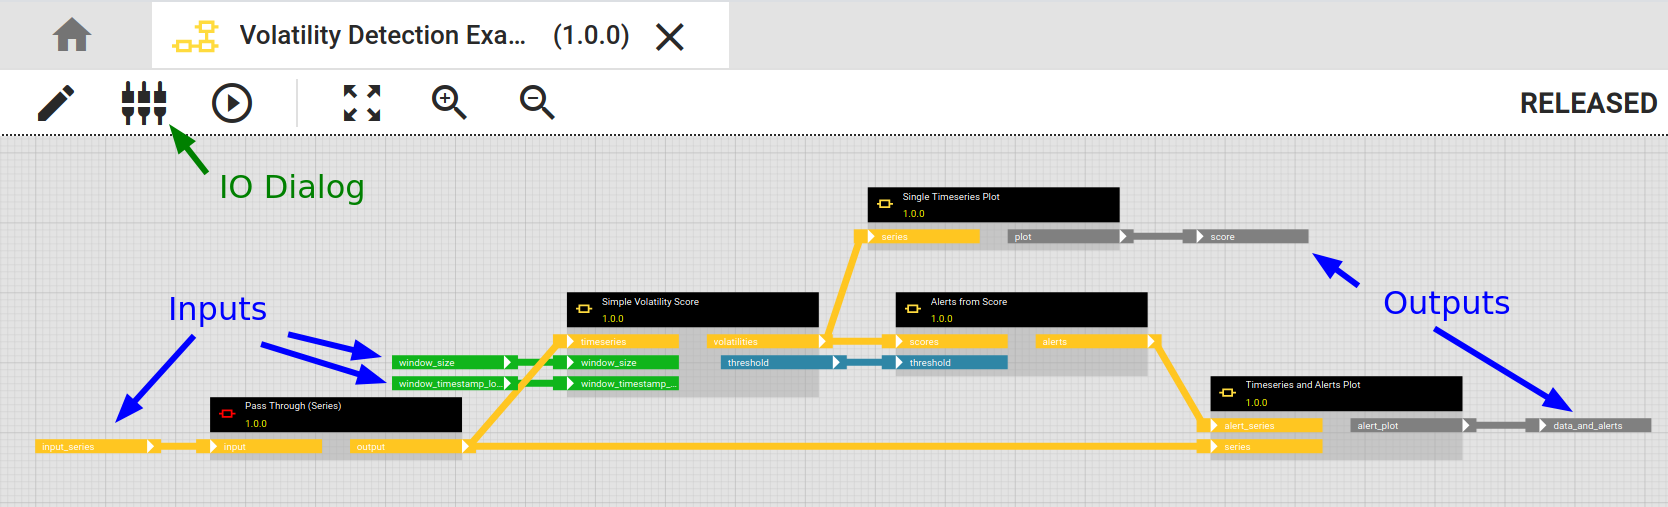 Volatility Detection Exa... (1.0.0)
RELEASED
IO Dialog
Single Timeseries Plot
1.0.0
series
plot
score
Inputs
Outputs
Simple Volatility Score
1.0.0
Alerts from Score
1.0.0
timeseries
volatilities
scores
alerts
window_size
window_size
threshold
threshold
window_timestamp_lo...
window_timestamp_...
Timeseries and Alerts Plot
1.0.0
Pass Through (Series)
1.0.0
alert_series
alert_plot
data_and_alerts
input_series
input
output
series